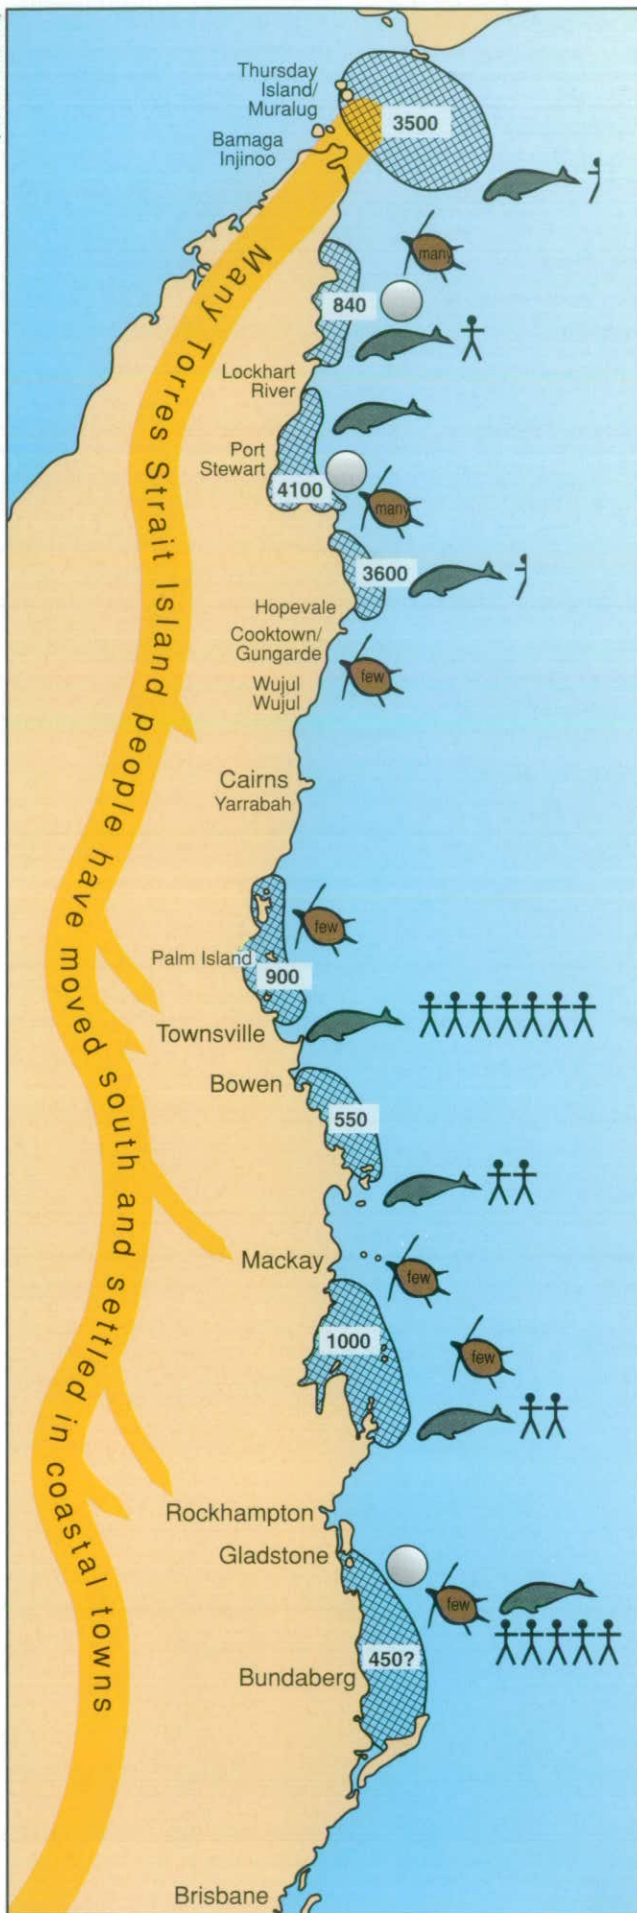 Thursday
Island/
Muralug
3500
Bamaga
Injinoo
many
840
Lockhart
River
Port
Stewart
4100
many
3600
Hopevale
Cooktown/
Gungarde
few
Wujul
Wujul
Cairns
Yarrabah
few
Palm Island
900
Townsville
Bowen
550
Mackay
few
1000
few
Rockhampton
Gladstone
few
450?
Bundaberg
Brisbane
Many Torres Strait Island people have moved south and settled in coastal towns